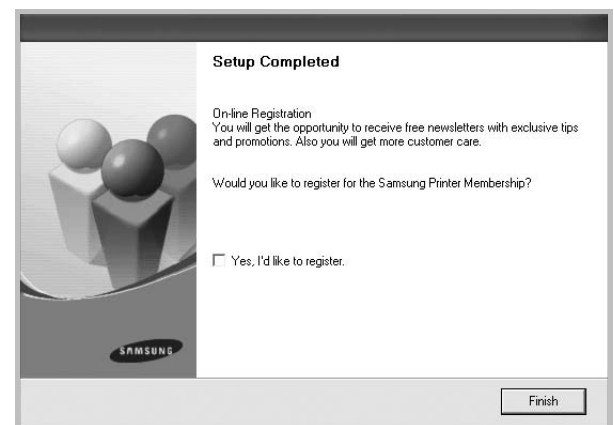 Setup Completed
On-line Registration
You will get the opportunity to receive free newsletters with exclusive tips
and promotions. Also you will get more customer care.
Would you like to register for the Samsung Printer Membership?
Yes, I'd like to register.
SAMSUNG
Finish